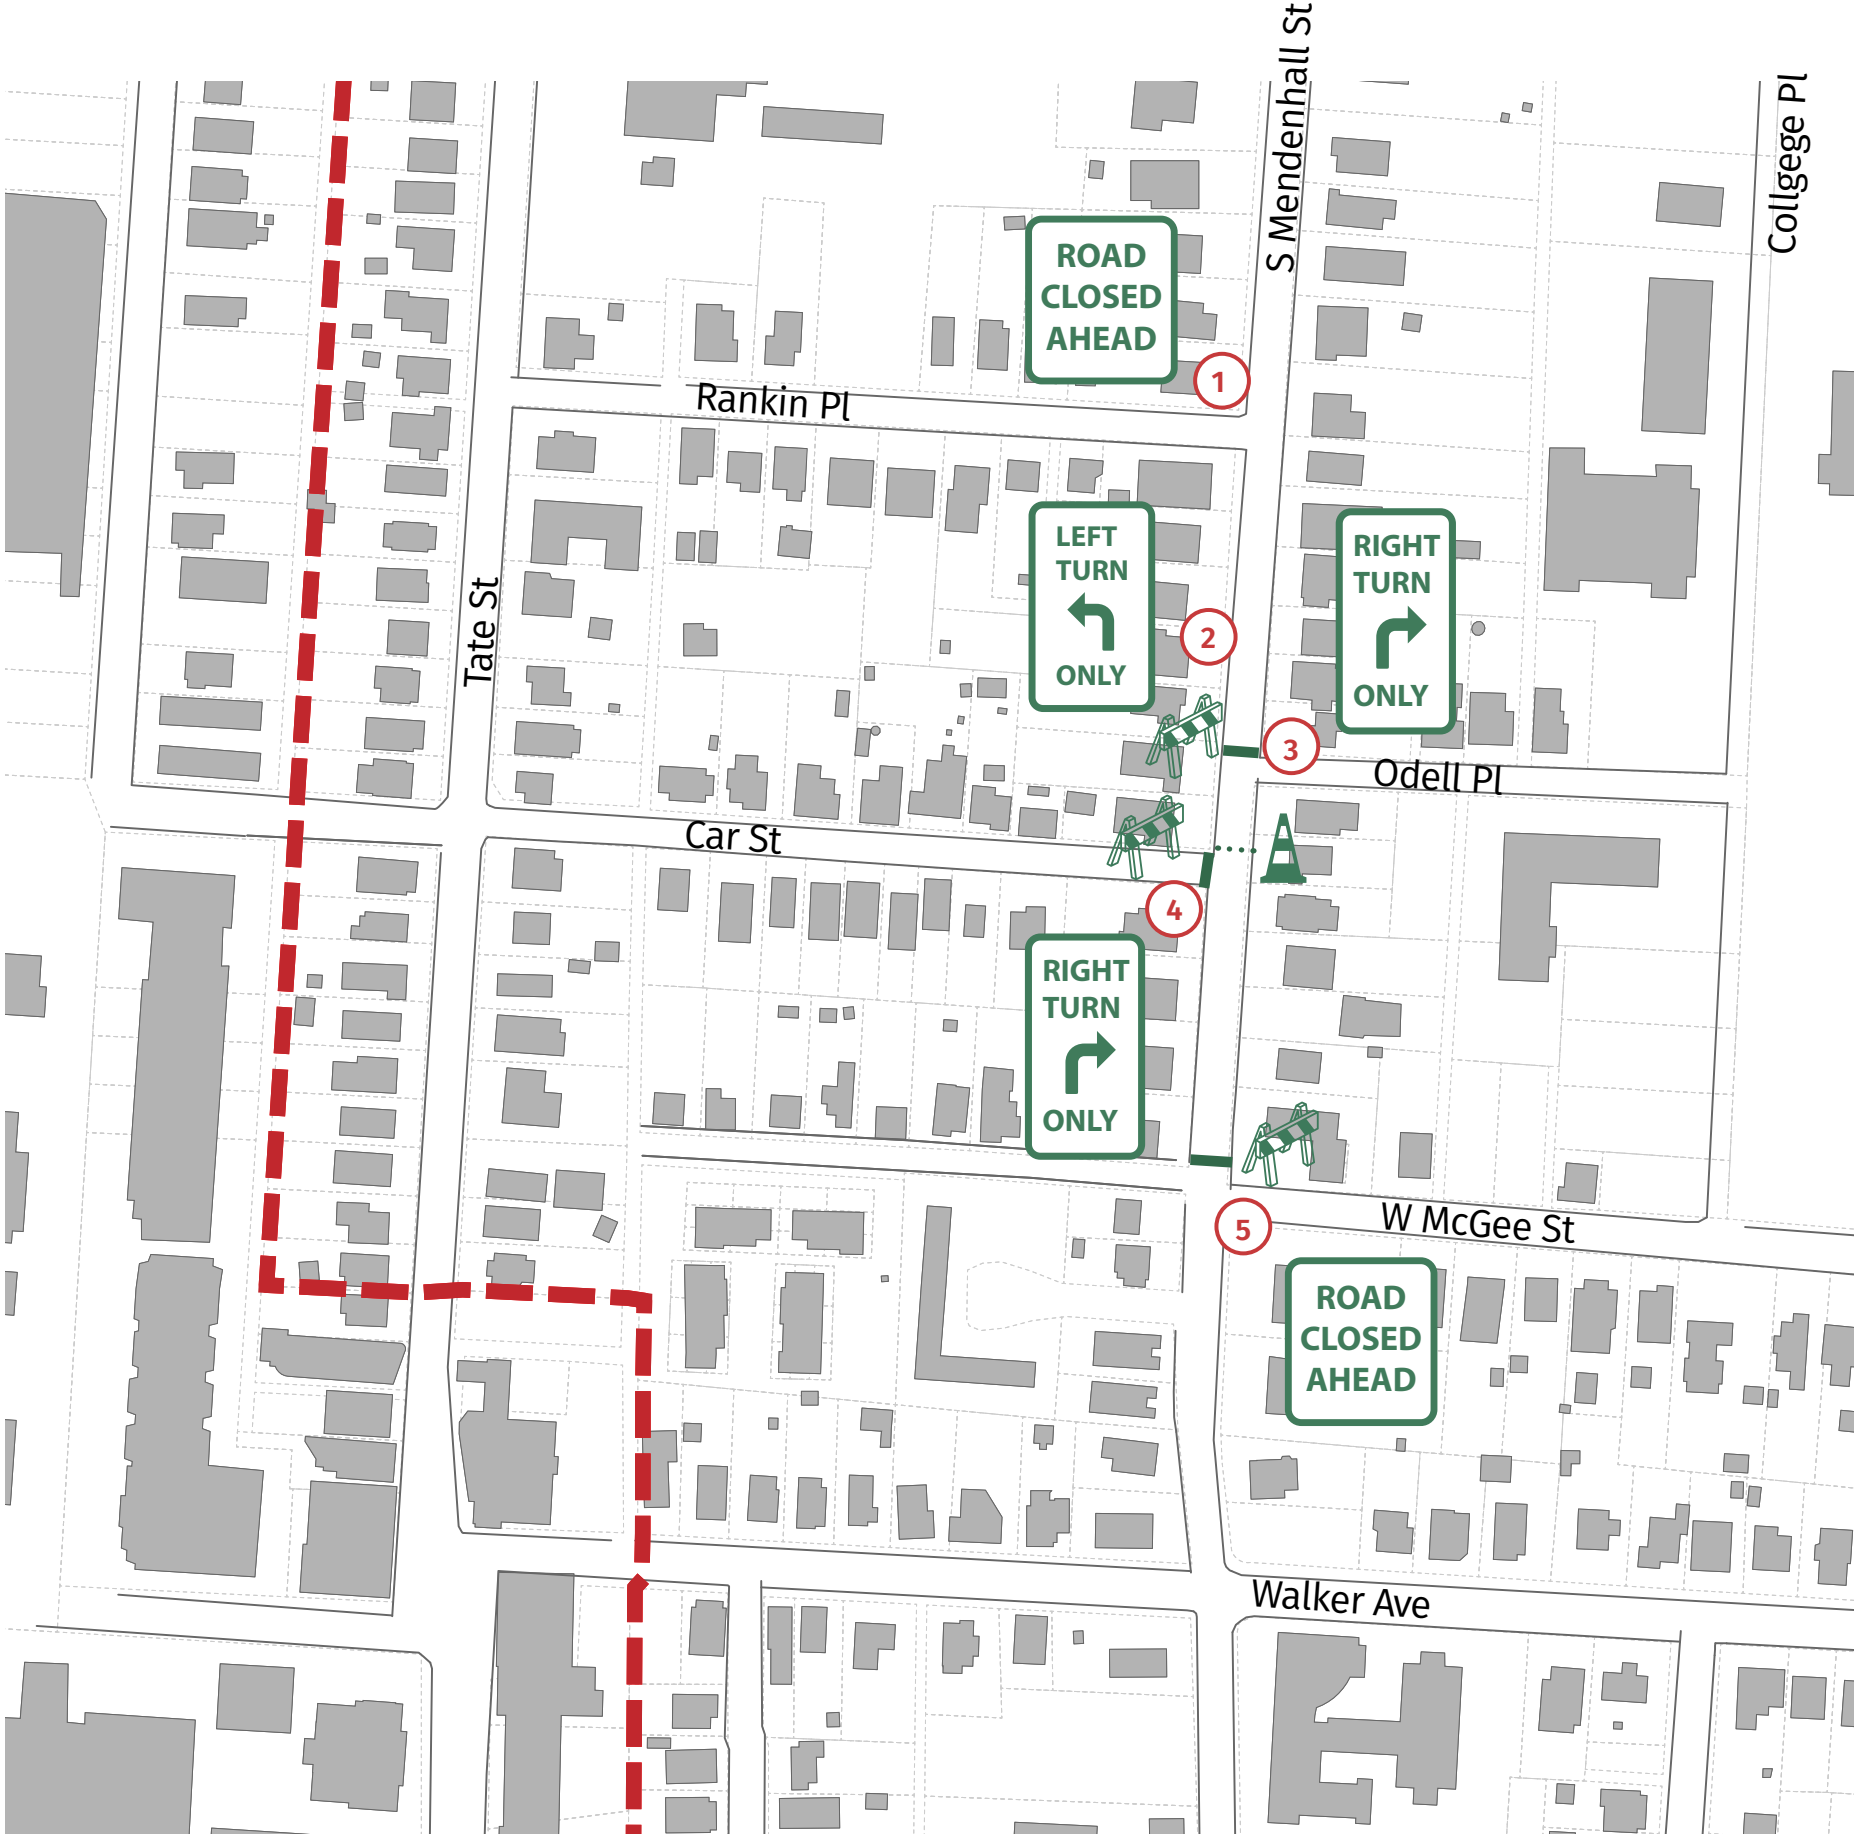 S Mendenhall St
Collgege Pl
ROAD
CLOSED
AHEAD
1
Rankin Pl
LEFT
TURN
ONLY
2
RIGHT
TURN
ONLY
Tate St
3
Odell Pl
Car St
4
RIGHT
TURN
ONLY
W McGee St
5
ROAD
CLOSED
AHEAD
Walker Ave